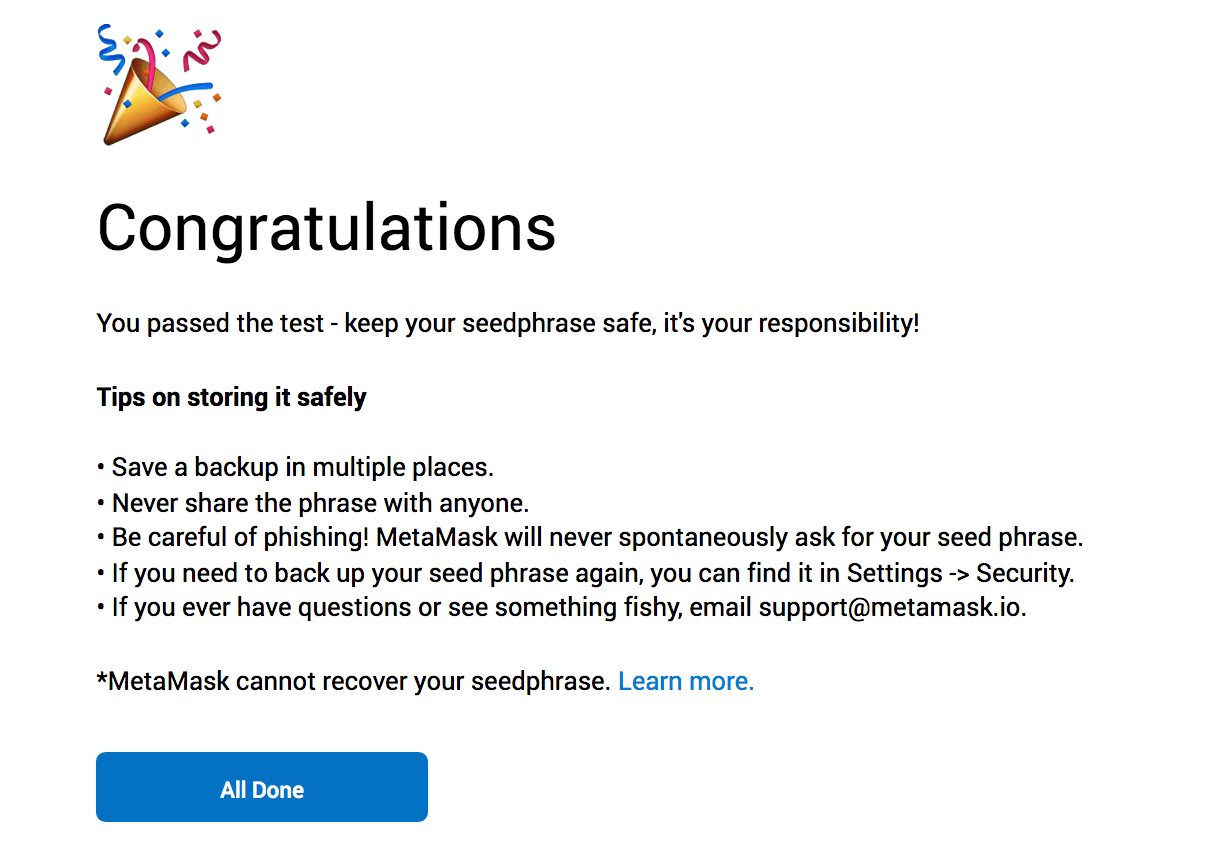 Congratulations
You passed the test - keep your seedphrase safe, it's your responsibility!
Tips on storing it safely
• Save a backup in multiple places.
• Never share the phrase with anyone.
• Be careful of phishing! MetaMask will never spontaneously ask for your seed phrase.
• If you need to back up your seed phrase again, you can find it in Settings -> Security.
• If you ever have questions or see something fishy, email support@metamask.io.
*MetaMask cannot recover your seedphrase. Learn more.
All Done